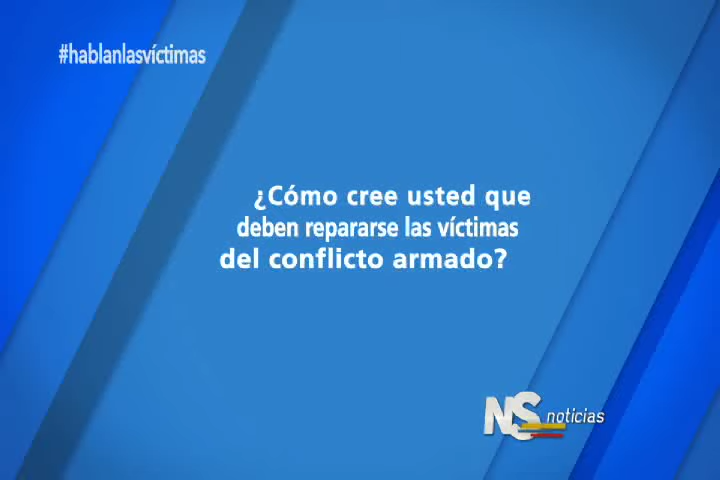 #hablanlasvíctimas
¿Cómo cree usted que
deben repararse las víctimas
del conflicto armado?
NS noticias